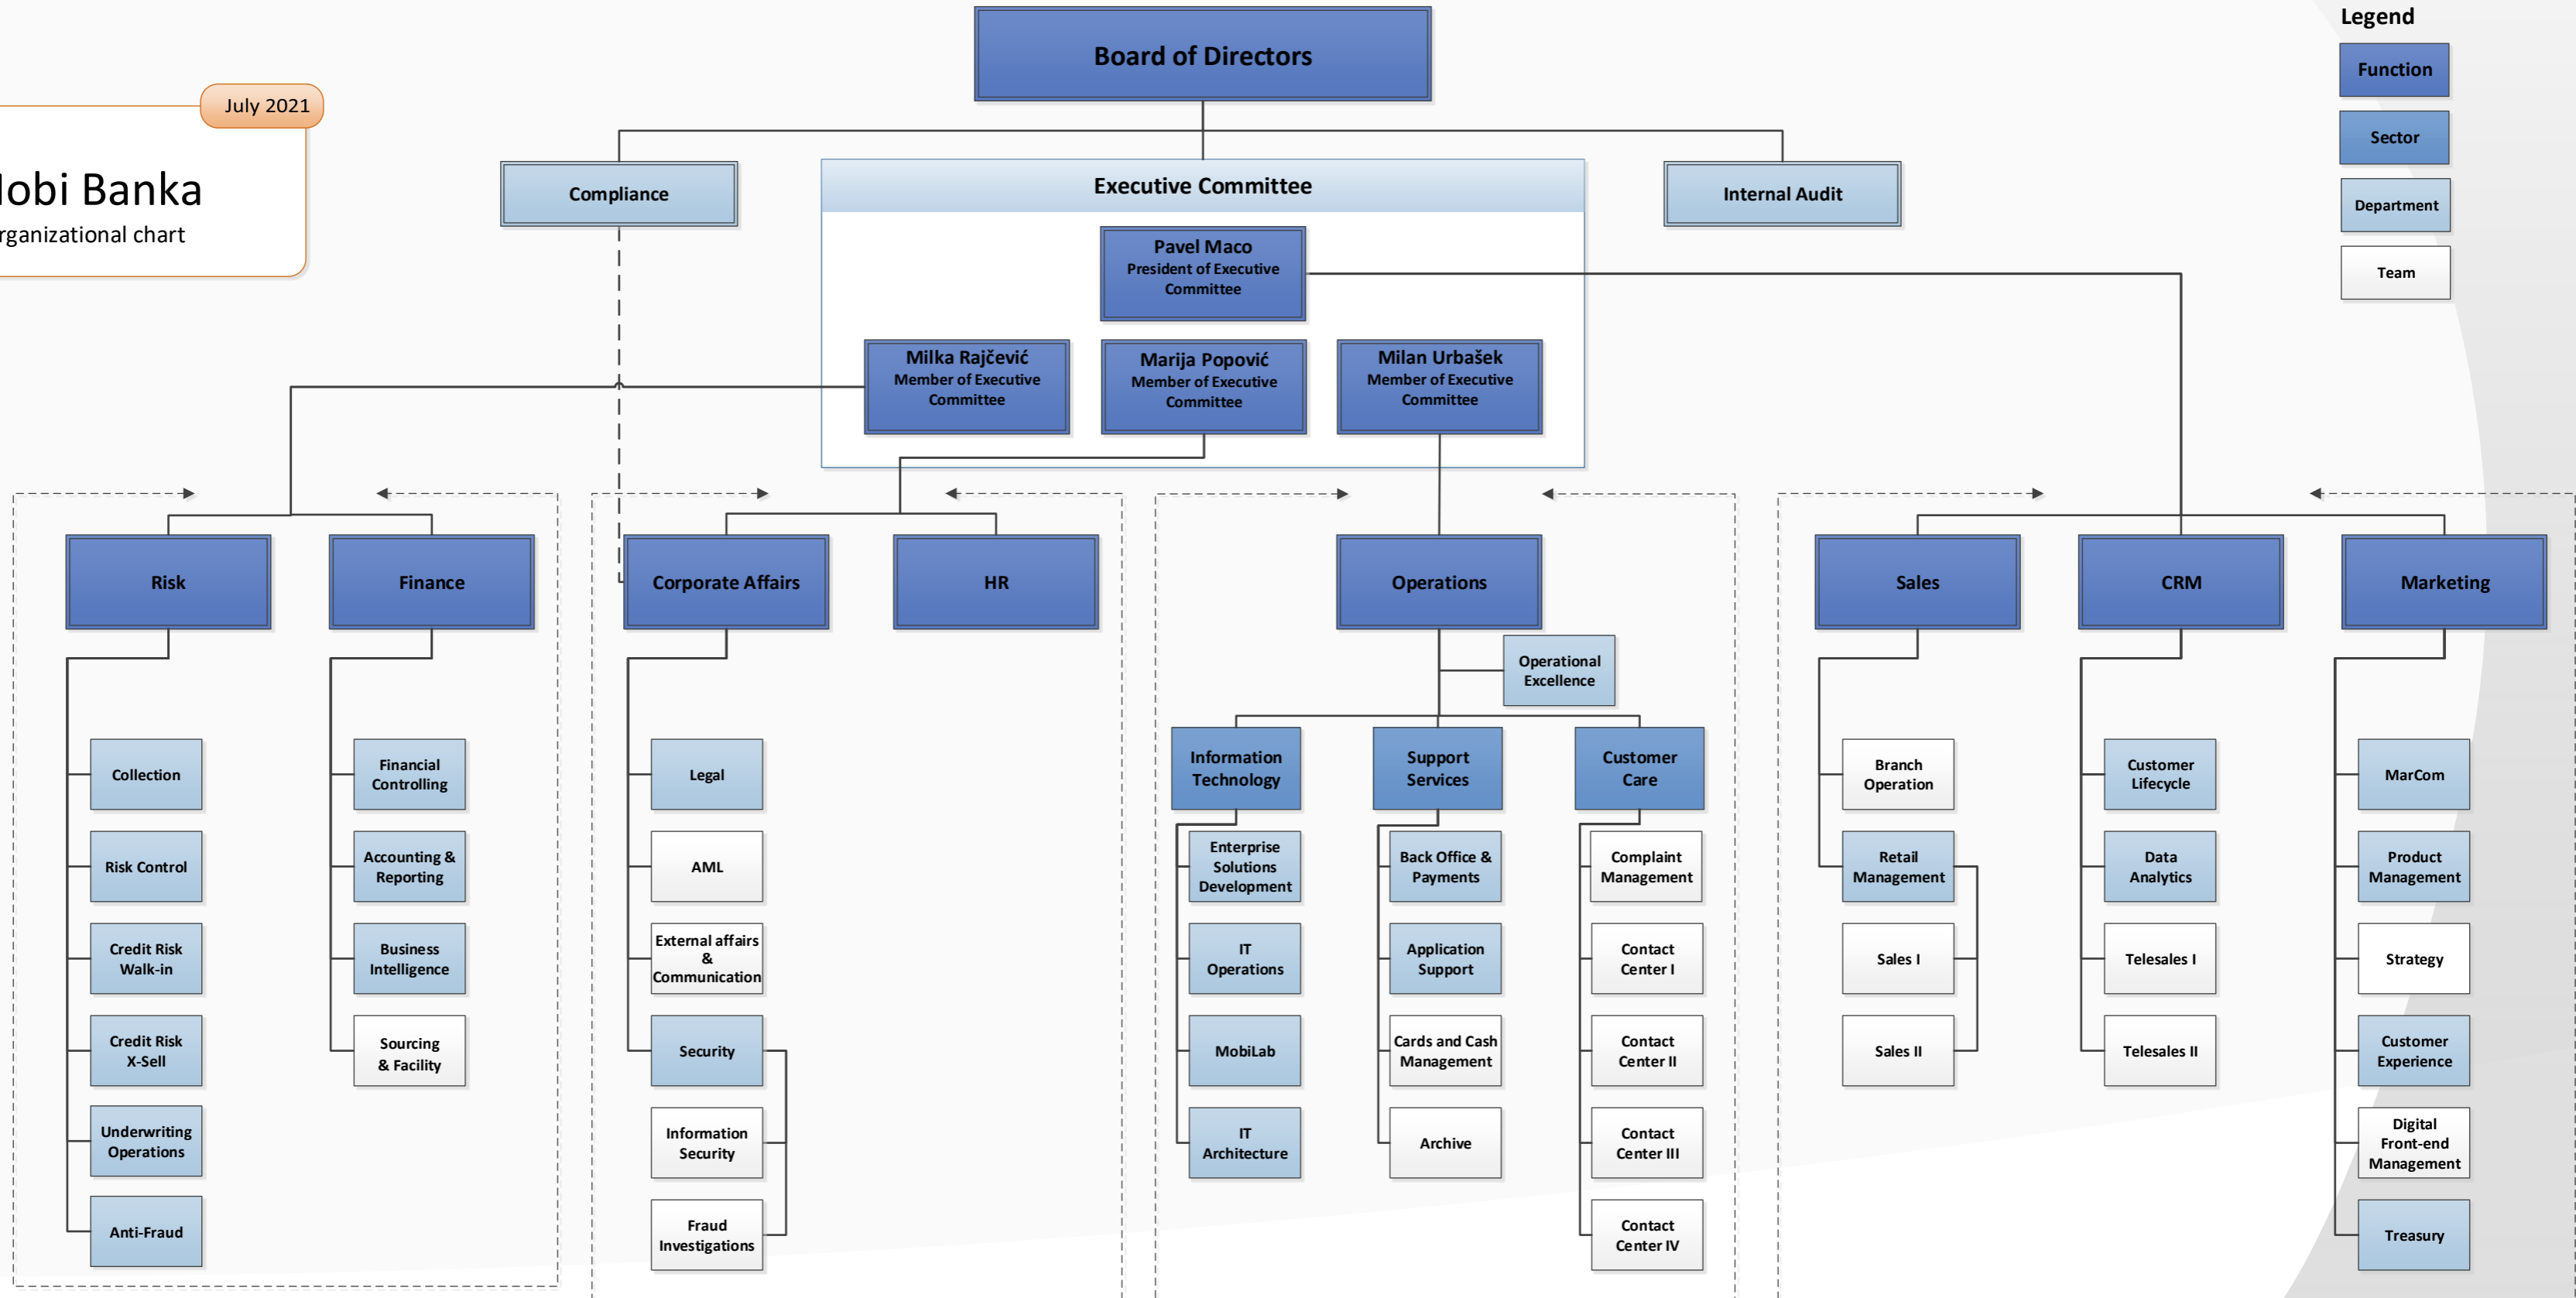 Board of Directors
Legend
Function
Sector
Department
Team
July 2021
Mobi Banka
rganizational chart
Compliance
Executive Committee
Internal Audit
Pavel Maco
President of Executive
Committee
Milka Rajčević
Member of Executive
Committee
Marija Popović
Member of Executive
Committee
Milan Urbašek
Member of Executive
Committee
Risk
Finance
Corporate Affairs
HR
Operations
Sales
CRM
Marketing
Operational
Excellence
Collection
Risk Control
Credit Risk
Walk-in
Credit Risk
X-Sell
Underwriting
Operations
Anti-Fraud
Financial
Controlling
Accounting &
Reporting
Business
Intelligence
Sourcing
& Facility
Legal
AML
External affairs
&
Communication
Security
Information
Security
Fraud
Investigations
Information
Technology
Enterprise
Solutions
Development
IT
Operations
MobiLab
IT
Architecture
Support
Services
Back Office &
Payments
Application
Support
Cards and Cash
Management
Archive
Customer
Care
Complaint
Management
Contact
Center I
Contact
Center II
Contact
Center III
Contact
Center IV
Branch
Operation
Retail
Management
Sales I
Sales II
Customer
Lifecycle
Data
Analytics
Telesales I
Telesales II
MarCom
Product
Management
Strategy
Customer
Experience
Digital
Front-end
Management
Treasury